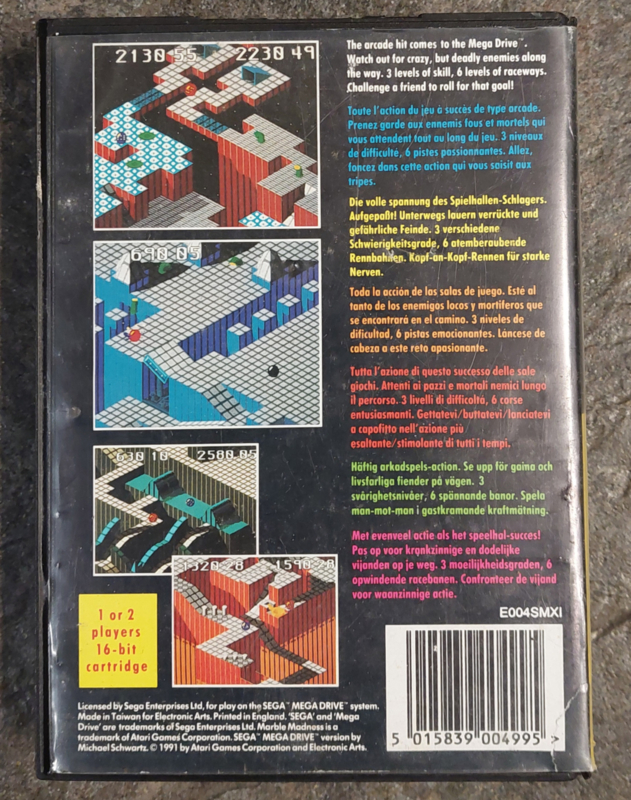 2130 55 2230 49
The arcade hit comes to the Mega Drive™.
Watch out for crazy, but deadly enemies along
the way. 3 levels of skill, 6 levels of raceways.
Challenge a friend to roll for that goal!
Toute l'action du jeu à succès de type arcade.
Prenez garde aux ennemis fous et mortels qui
vous attendent tout au long du jeu. 3 niveaux
de difficulté, 6 pistes passionnantes. Allez,
foncez dans cette action qui vous saisit aux
tripes.
Die volle spannung des Spielhallen-Schlagers.
Aufgepaßt! Unterwegs lauern verrückte und
gefährliche Feinde. 3 verschiedene
Schwierigkeitsgrade, 6 atemberaubende
Rennbahnen. Kopf-an-Kopf-Rennen für starke
Nerven.
690 05
Toda la acción de las salas de juego. Esté al
tanto de los enemigos locos y mortíferos que
se encontrará en el camino. 3 niveles de
dificultad, 6 pistas emocionantes. Láncese de
cabeza a este reto apasionante.
Tutta l'azione di questo successo delle sale
giochi. Attenti ai pazzi e mortali nemici lungo
il percorso. 3 livelli di difficoltà, 6 corse
entusiasmanti. Gettatevi/buttatevi/lanciatevi
a capofitto nell'azione più
esaltante/stimolante di tutti i tempi.
630 10 2580 05
Häftig arkadspels-action. Se upp för galna och
livsfarliga fiender på vägen. 3
svårighetsnivåer, 6 spännande banor. Spela
man-mot-man i gastkramande kraftmätning.
Met evenveel actie als het speelhal-succes!
Pas op voor krankzinnige en dodelijke
vijanden op je weg. 3 moeilijkheidsgraden, 6
opwindende racebanen. Confronteer de vijand
voor waanzinnige actie.
1320 28 1590 28
E004SMXI
1 or 2
players
16-bit
cartridge
5 015839 004995 >
Licensed by Sega Enterprises Ltd, for play on the SEGA™ MEGA DRIVE™ system.
Made in Taiwan for Electronic Arts. Printed in England. 'SEGA' and 'Mega
Drive' are trademarks of Sega Enterprises Ltd. Marble Madness is a
trademark of Atari Games Corporation. SEGA™ MEGA DRIVE™ version by
Michael Schwartz. © 1991 by Atari Games Corporation and Electronic Arts.